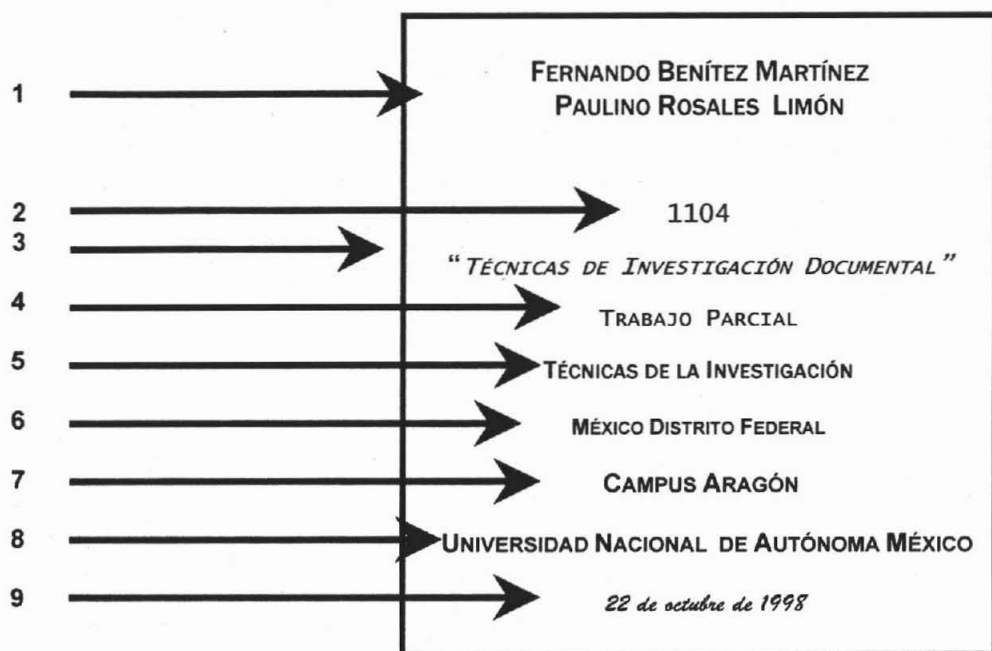 1 FERNANDO BENÍTEZ MARTÍNEZ
PAULINO ROSALES LIMÓN
2 1104
3 "TÉCNICAS DE INVESTIGACIÓN DOCUMENTAL"
4 TRABAJO PARCIAL
5 TÉCNICAS DE LA INVESTIGACIÓN
6 MÉXICO DISTRITO FEDERAL
7 CAMPUS ARAGÓN
8 UNIVERSIDAD NACIONAL DE AUTÓNOMA MÉXICO
9 22 de octubre de 1998